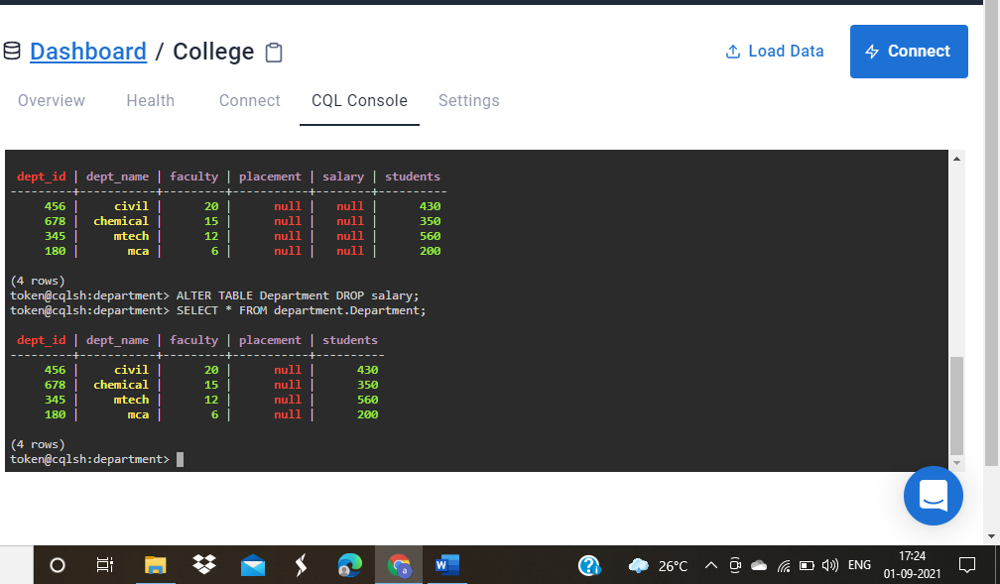 Dashboard / College
Load Data
Connect
Overview Health Connect CQL Console Settings
dept_id | dept_name | faculty | placement | salary | students
---------+-----------+---------+-----------+--------+----------
456 | civil | 20 | null | null | 430
678 | chemical | 15 | null | null | 350
345 | mtech | 12 | null | null | 560
180 | mca | 6 | null | null | 200
(4 rows)
token@cqlsh:department> ALTER TABLE Department DROP salary;
token@cqlsh:department> SELECT * FROM department.Department;
dept_id | dept_name | faculty | placement | students
---------+-----------+---------+-----------+----------
456 | civil | 20 | null | 430
678 | chemical | 15 | null | 350
345 | mtech | 12 | null | 560
180 | mca | 6 | null | 200
(4 rows)
token@cqlsh:department>
26°C
ENG
17:24
01-09-2021